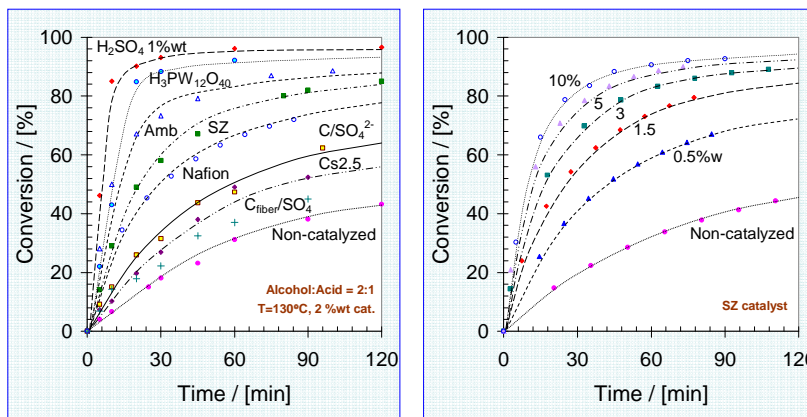 100
80
60
40
20
0
Conversion / [%]
H2SO4 1%wt
H3PW12O40
Amb
SZ
Nafion
C/SO4^2-
Cs2.5
Cfiber/SO4
Non-catalyzed
Alcohol:Acid = 2:1
T=130ºC, 2 %wt cat.
0 30 60 90 120
Time / [min]
100
80
60
40
20
0
Conversion / [%]
10%
5
3
1.5
0.5%w
Non-catalyzed
SZ catalyst
0 30 60 90 120
Time / [min]